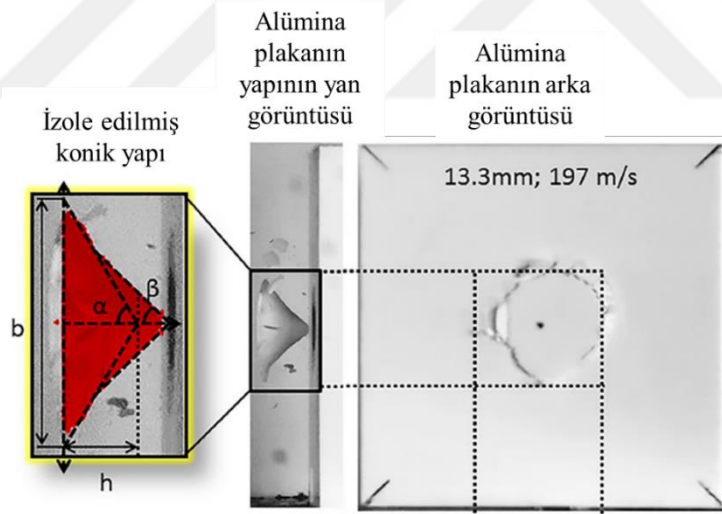 Alümina
plakanın
yapının yan
görüntüsü
Alümina
plakanın arka
görüntüsü
İzole edilmiş
konik yapı
13.3mm; 197 m/s
α
β
b
h